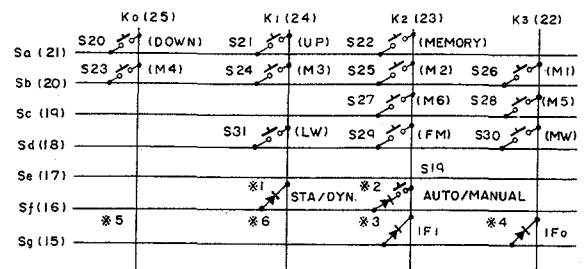 K0 (25) K1 (24) K2 (23) K3 (22)
S20 (DOWN) S21 (UP) S22 (MEMORY)
Sa (21)
S23 (M4) S24 (M3) S25 (M2) S26 (M1)
Sb (20)
S27 (M6) S28 (M5)
Sc (19)
S31 (LW) S29 (FM) S30 (MW)
Sd (18)
S19
Se (17)
※1 STA/DYN. ※2 AUTO/MANUAL
Sf (16)
※5 ※6 ※3 IF1 ※4 IF0
Sg (15)